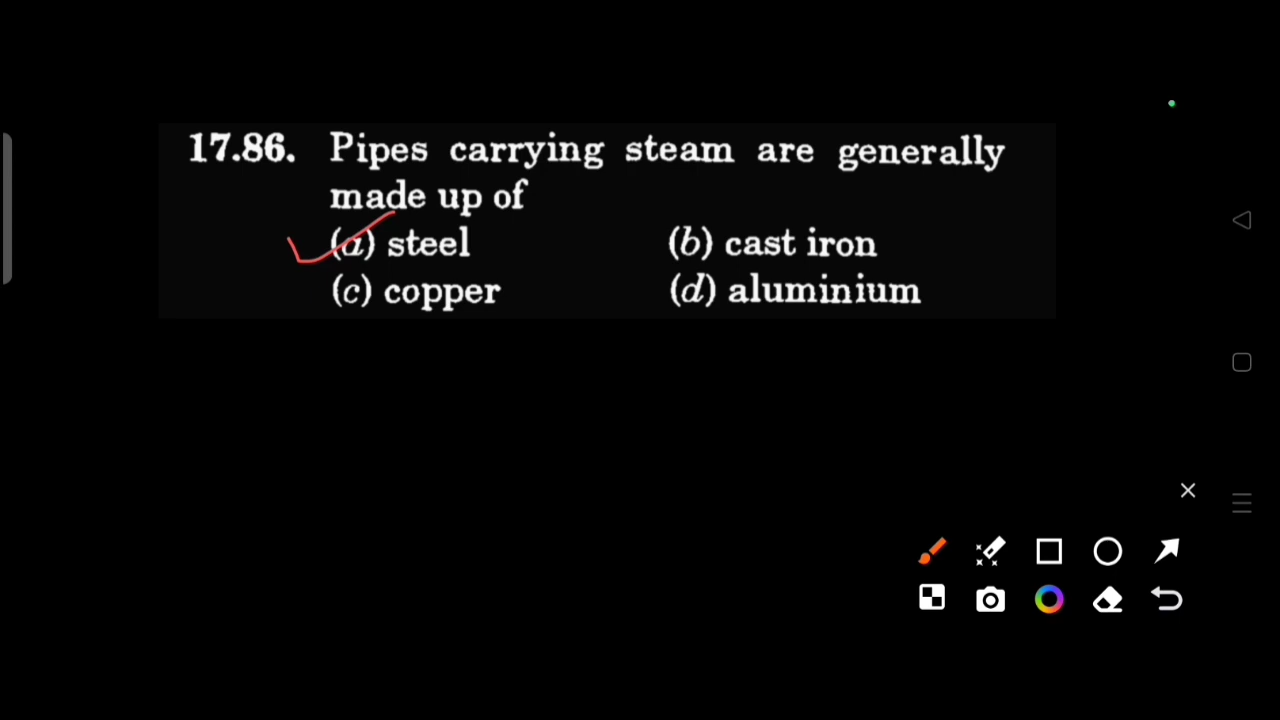 17.86. Pipes carrying steam are generally
made up of
(a) steel (b) cast iron
(c) copper (d) aluminium